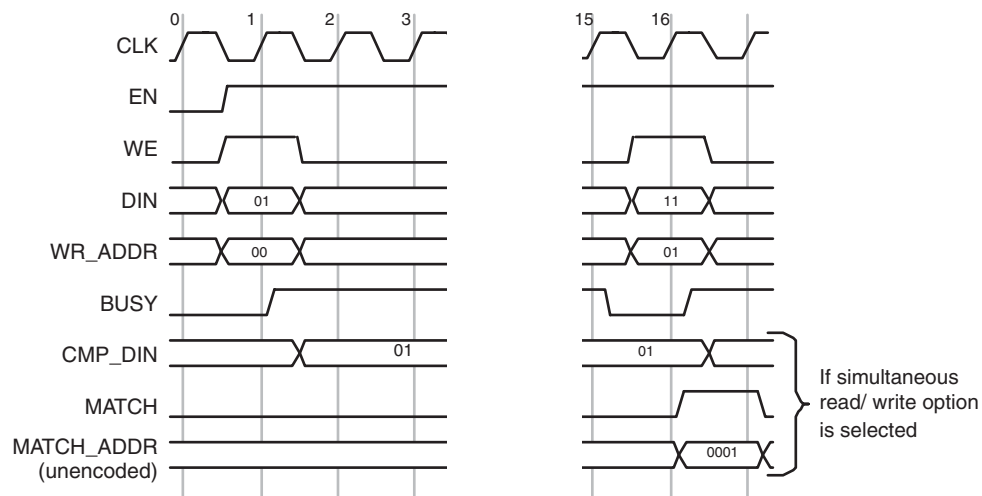 0 1 2 3 15 16
CLK
EN
WE
DIN 01 11
WR_ADDR 00 01
BUSY
CMP_DIN 01 01
MATCH
MATCH_ADDR 0001
(unencoded)
If simultaneous
read/ write option
is selected